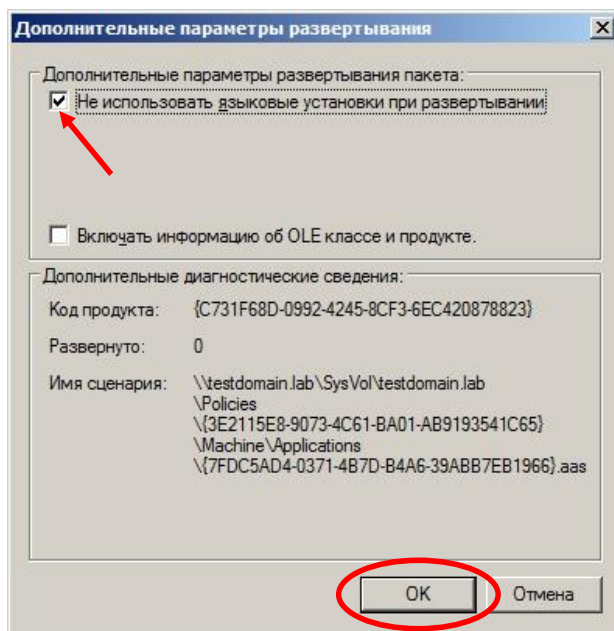 Дополнительные параметры развертывания
Дополнительные параметры развертывания пакета:
Не использовать языковые установки при развертывании
Включать информацию об OLE классе и продукте.
Дополнительные диагностические сведения:
Код продукта: {C731F68D-0992-4245-8CF3-6EC420878823}
Развернуто: 0
Имя сценария: \\testdomain.lab\SysVol\testdomain.lab
\Policies
\{3E2115E8-9073-4C61-BA01-AB9193541C65}
\Machine\Applications
\{7FDC5AD4-0371-4B7D-B4A6-39ABB7EB1966}.aas
OK Отмена